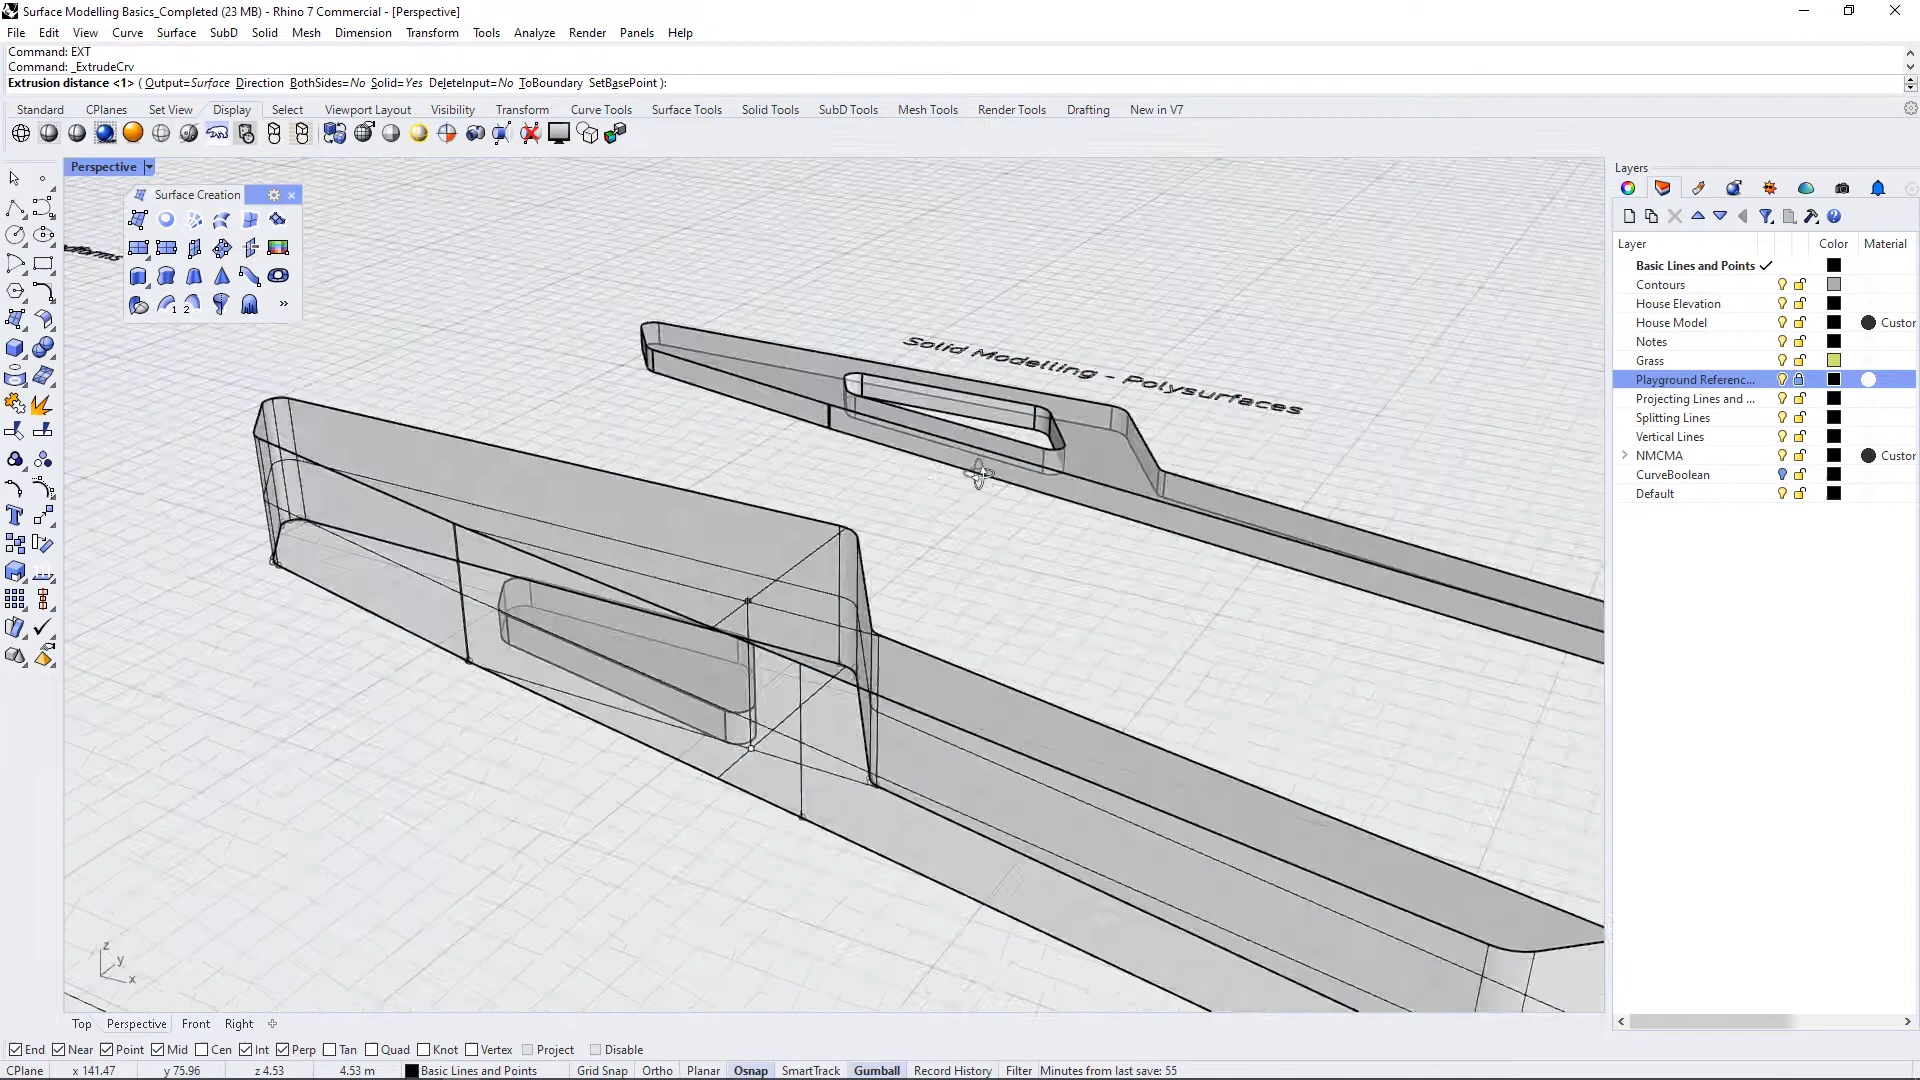 Surface Modelling Basics_Completed (23 MB) - Rhino 7 Commercial - [Perspective]
File Edit View Curve Surface SubD Solid Mesh Dimension Transform Tools Analyze Render Panels Help
Command: EXT
Command: _ExtrudeCrv
Extrusion distance <1> ( Output=Surface Direction BothSides=No Solid=Yes DeleteInput=No ToBoundary SetBasePoint ):
Standard CPlanes Set View Display Select Viewport Layout Visibility Transform Curve Tools Surface Tools Solid Tools SubD Tools Mesh Tools Render Tools Drafting New in V7
Perspective
Surface Creation
1 2
Solid Modelling - Polysurfaces
z
y
x
Layers
Layer Color Material
Basic Lines and Points
Contours
House Elevation
House Model Custor
Notes
Grass
Playground Referenc...
Projecting Lines and ...
Splitting Lines
Vertical Lines
NMCMA Custor
CurveBoolean
Default
Top Perspective Front Right
End Near Point Mid Cen Int Perp Tan Quad Knot Vertex Project Disable
CPlane x 141.47 y 75.96 z 4.53 4.53 m Basic Lines and Points Grid Snap Ortho Planar Osnap SmartTrack Gumball Record History Filter Minutes from last save: 55